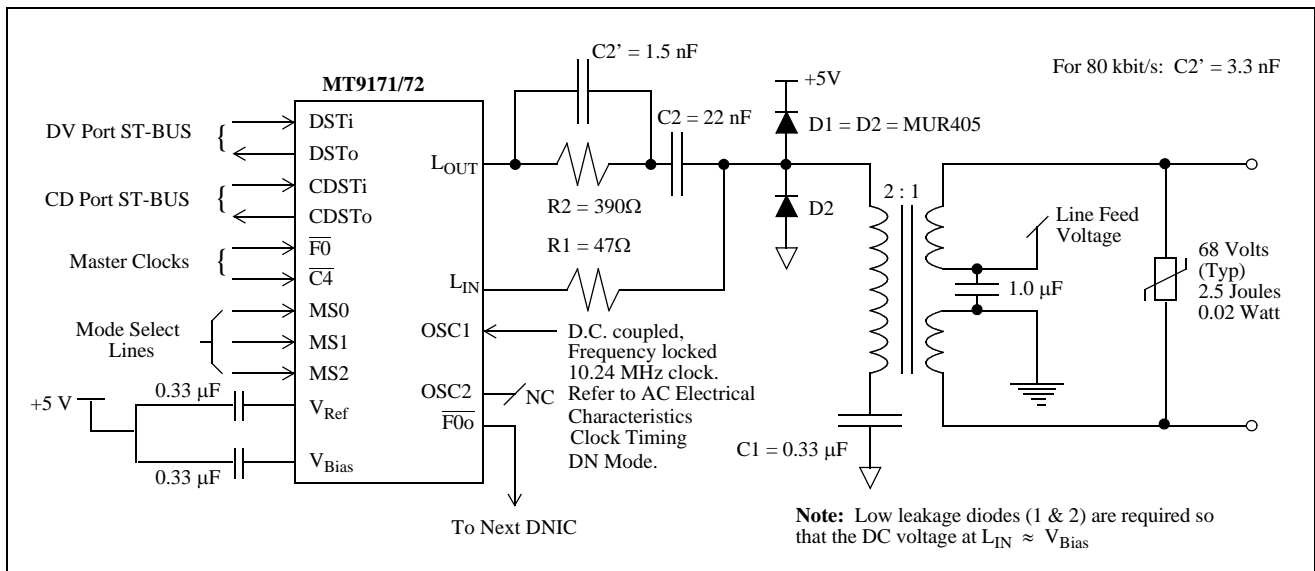 C2' = 1.5 nF
For 80 kbit/s: C2' = 3.3 nF
MT9171/72
+5V
DV Port ST-BUS
DSTi
DSTo
C2 = 22 nF
D1 = D2 = MUR405
LOUT
CD Port ST-BUS
CDSTi
CDSTo
R2 = 390Ω
D2
2 : 1
Line Feed
Voltage
Master Clocks
F0
C4
R1 = 47Ω
LIN
68 Volts
(Typ)
2.5 Joules
0.02 Watt
1.0 µF
Mode Select
Lines
MS0
MS1
MS2
OSC1
D.C. coupled,
Frequency locked
10.24 MHz clock.
Refer to AC Electrical
Characteristics
Clock Timing
DN Mode.
OSC2
NC
F0o
+5 V
0.33 µF
VRef
0.33 µF
VBias
C1 = 0.33 µF
To Next DNIC
Note: Low leakage diodes (1 & 2) are required so
that the DC voltage at LIN ≈ VBias